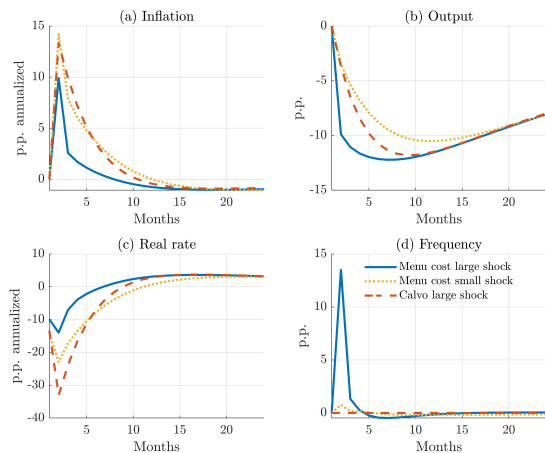 (a) Inflation
15
10
5
0
p.p. annualized
5
10
15
20
Months
(b) Output
0
-5
-10
-15
p.p.
5
10
15
20
Months
(c) Real rate
10
0
-10
-20
-30
-40
p.p. annualized
5
10
15
20
Months
(d) Frequency
15
10
5
0
p.p.
Menu cost large shock
Menu cost small shock
Calvo large shock
5
10
15
20
Months